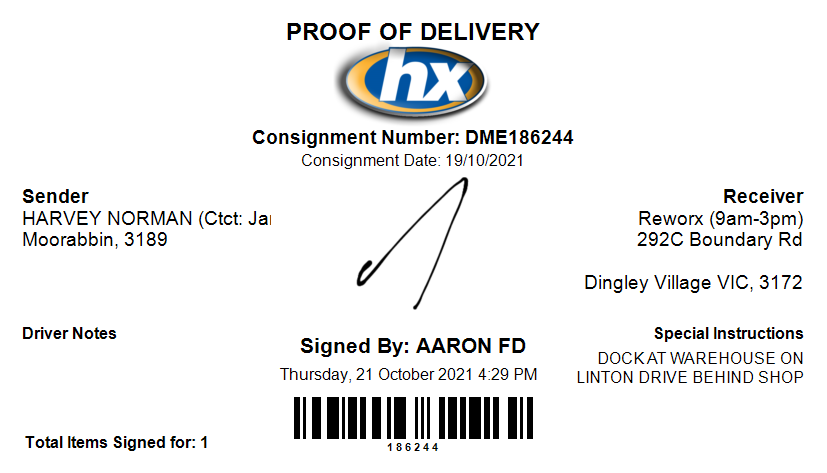 PROOF OF DELIVERY
hx
Consignment Number: DME186244
Consignment Date: 19/10/2021
Sender
HARVEY NORMAN (Ctct:
Moorabbin, 3189
Receiver
Reworx (9am-3pm)
292C Boundary Rd
Dingley Village VIC, 3172
Driver Notes
Signed By: AARON FD
Thursday, 21 October 2021 4:29 PM
Special Instructions
DOCK AT WAREHOUSE ON
LINTON DRIVE BEHIND SHOP
186244
Total Items Signed for: 1